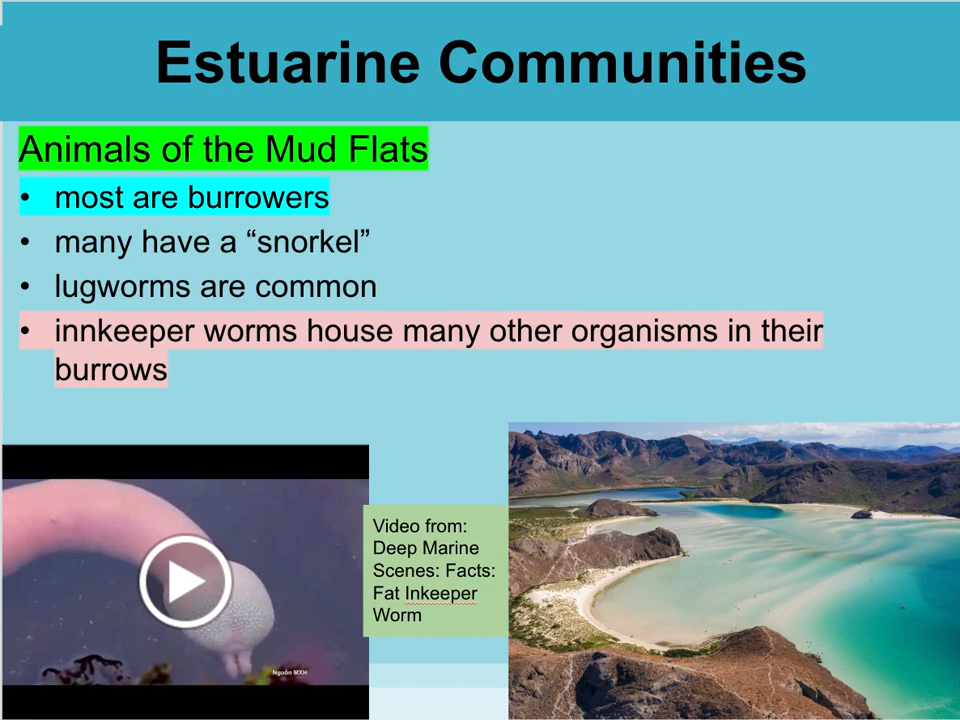 Estuarine Communities
Animals of the Mud Flats
• most are burrowers
• many have a “snorkel”
• lugworms are common
• innkeeper worms house many other organisms in their
burrows
Video from:
Deep Marine
Scenes: Facts:
Fat Inkeeper
Worm
Nguồn MXH